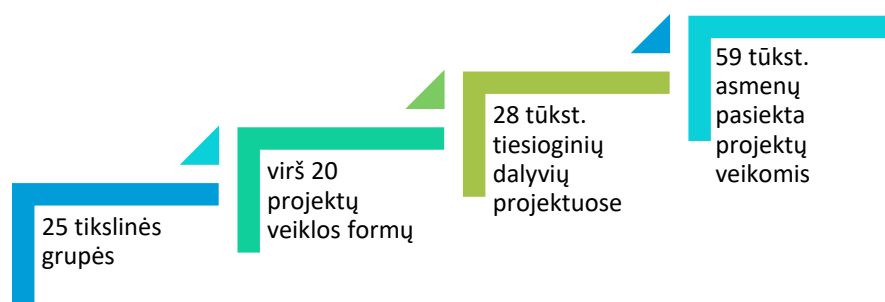 25 tikslinės
grupės
virš 20
projektų
veiklos formų
28 tūkst.
tiesioginių
dalyvių
projektuose
59 tūkst.
asmenų
pasiekta
projektų
veikomis